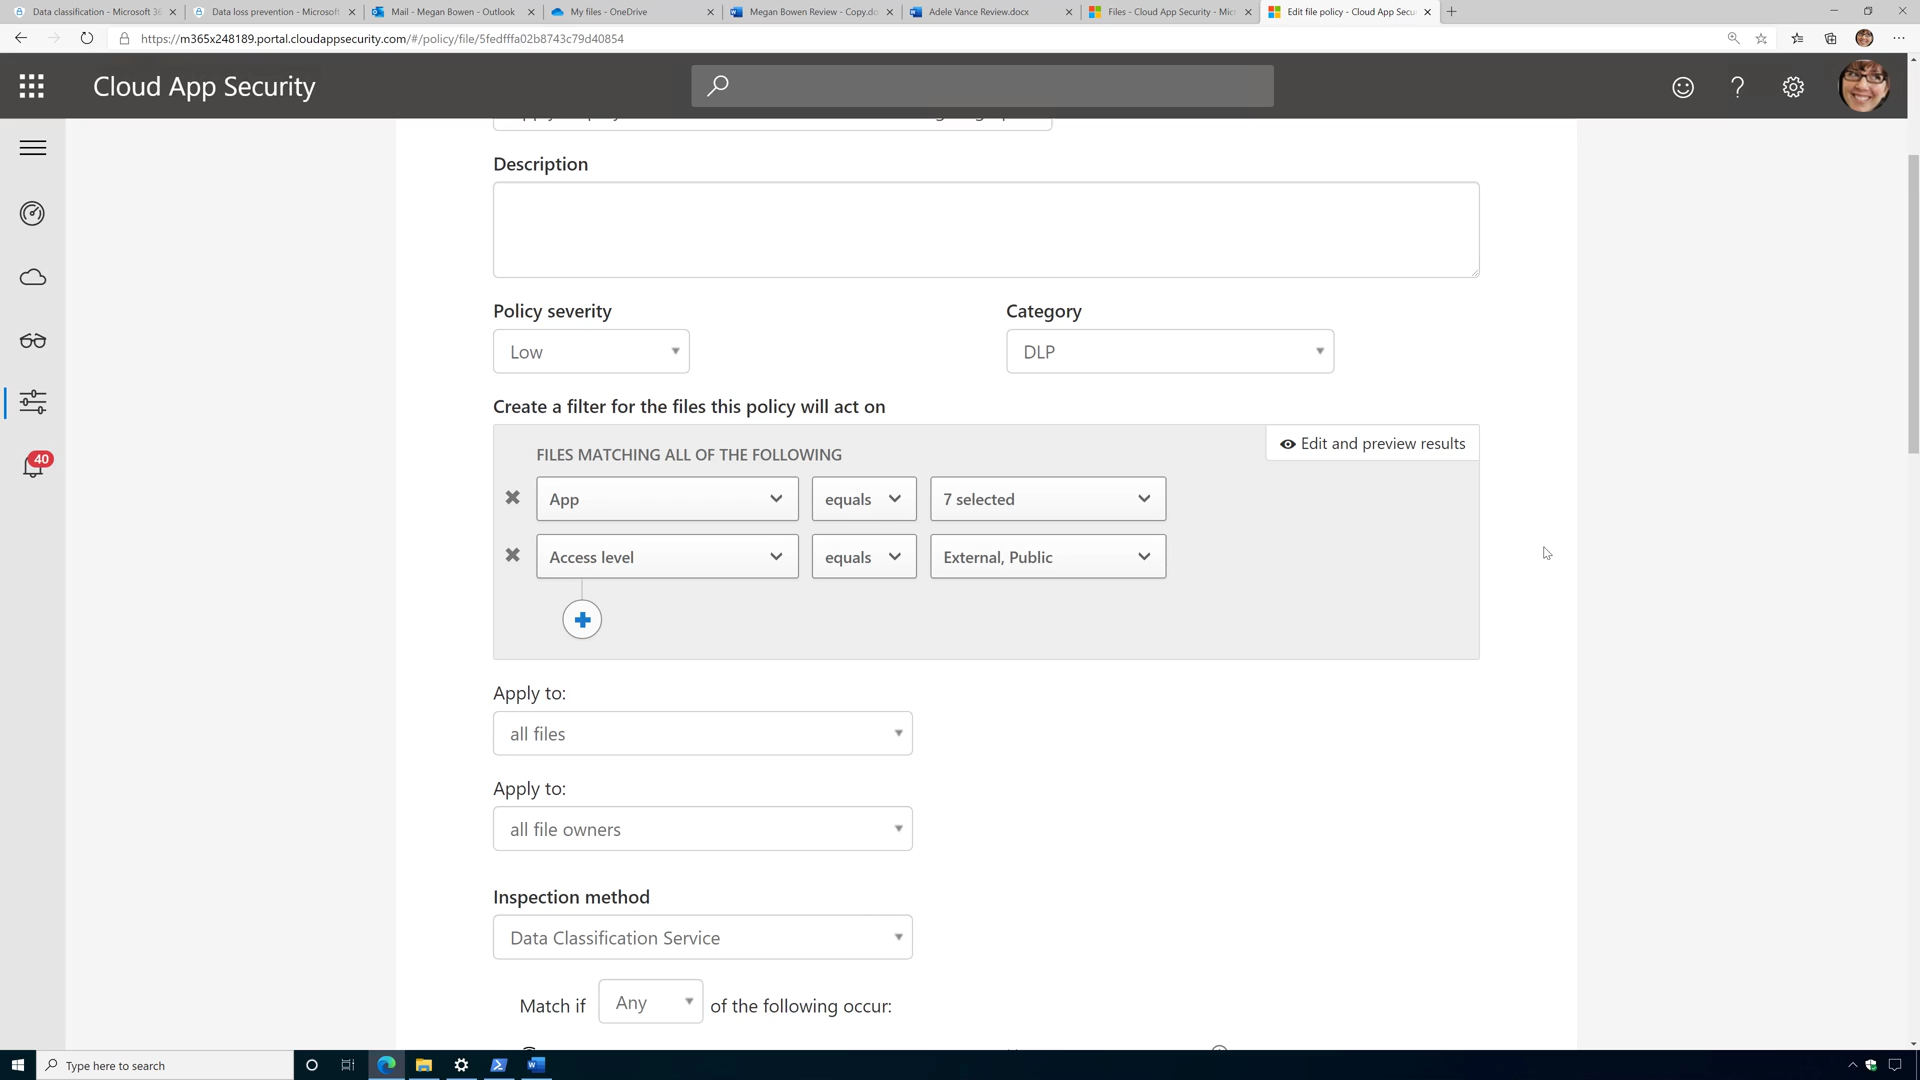 Data classification - Microsoft 36
Data loss prevention - Microsoft
Mail - Megan Bowen - Outlook
My files - OneDrive
Megan Bowen Review - Copy.do
Adele Vance Review.docx
Files - Cloud App Security - Micr
Edit file policy - Cloud App Secu
https://m365x248189.portal.cloudappsecurity.com/#/policy/file/5fedfffa02b8743c79d40854
Cloud App Security
Description
Policy severity
Category
Low
DLP
Create a filter for the files this policy will act on
Edit and preview results
FILES MATCHING ALL OF THE FOLLOWING
App equals 7 selected
Access level equals External, Public
40
Apply to:
all files
Apply to:
all file owners
Inspection method
Data Classification Service
Match if Any of the following occur:
Type here to search